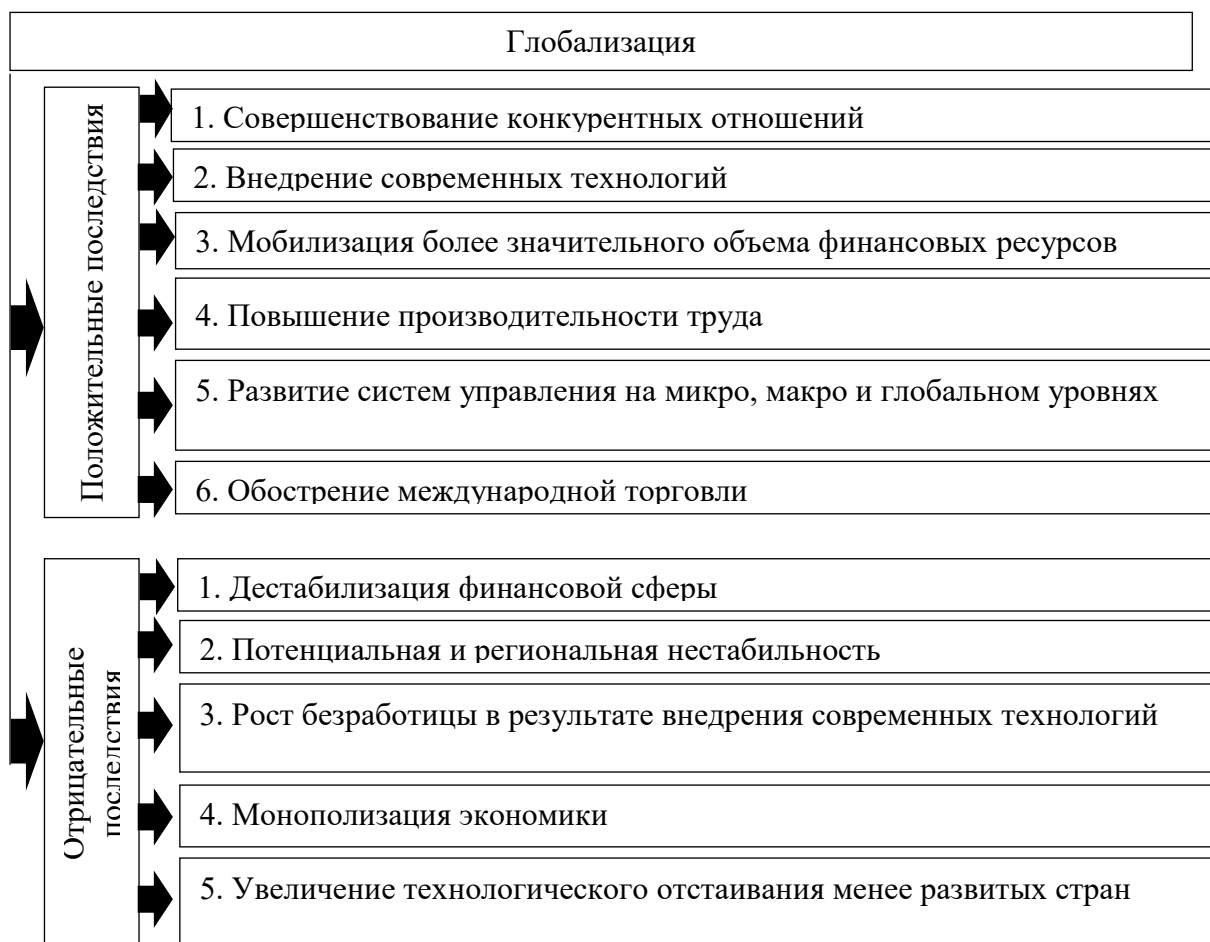 Глобализация
Положительные последствия
1. Совершенствование конкурентных отношений
2. Внедрение современных технологий
3. Мобилизация более значительного объема финансовых ресурсов
4. Повышение производительности труда
5. Развитие систем управления на микро, макро и глобальном уровнях
6. Обострение международной торговли
Отрицательные
последствия
1. Дестабилизация финансовой сферы
2. Потенциальная и региональная нестабильность
3. Рост безработицы в результате внедрения современных технологий
4. Монополизация экономики
5. Увеличение технологического отстаивания менее развитых стран